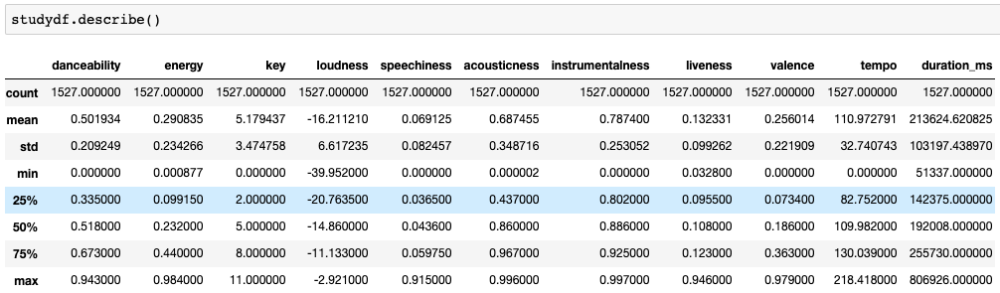 studydf.describe()
danceability energy key loudness speechiness acousticness instrumentalness liveness valence tempo duration_ms
count 1527.000000 1527.000000 1527.000000 1527.000000 1527.000000 1527.000000 1527.000000 1527.000000 1527.000000 1527.000000 1527.000000
mean 0.501934 0.290835 5.179437 -16.211210 0.069125 0.687455 0.787400 0.132331 0.256014 110.972791 213624.620825
std 0.209249 0.234266 3.474758 6.617235 0.082457 0.348716 0.253052 0.099262 0.221909 32.740743 103197.438970
min 0.000000 0.000877 0.000000 -39.952000 0.000000 0.000002 0.000000 0.032800 0.000000 0.000000 51337.000000
25% 0.335000 0.099150 2.000000 -20.763500 0.036500 0.437000 0.802000 0.095500 0.073400 82.752000 142375.000000
50% 0.518000 0.232000 5.000000 -14.860000 0.043600 0.860000 0.886000 0.108000 0.186000 109.982000 192008.000000
75% 0.673000 0.440000 8.000000 -11.133000 0.059750 0.967000 0.925000 0.123000 0.363000 130.039000 255730.000000
max 0.943000 0.984000 11.000000 -2.921000 0.915000 0.996000 0.997000 0.946000 0.979000 218.418000 806926.000000